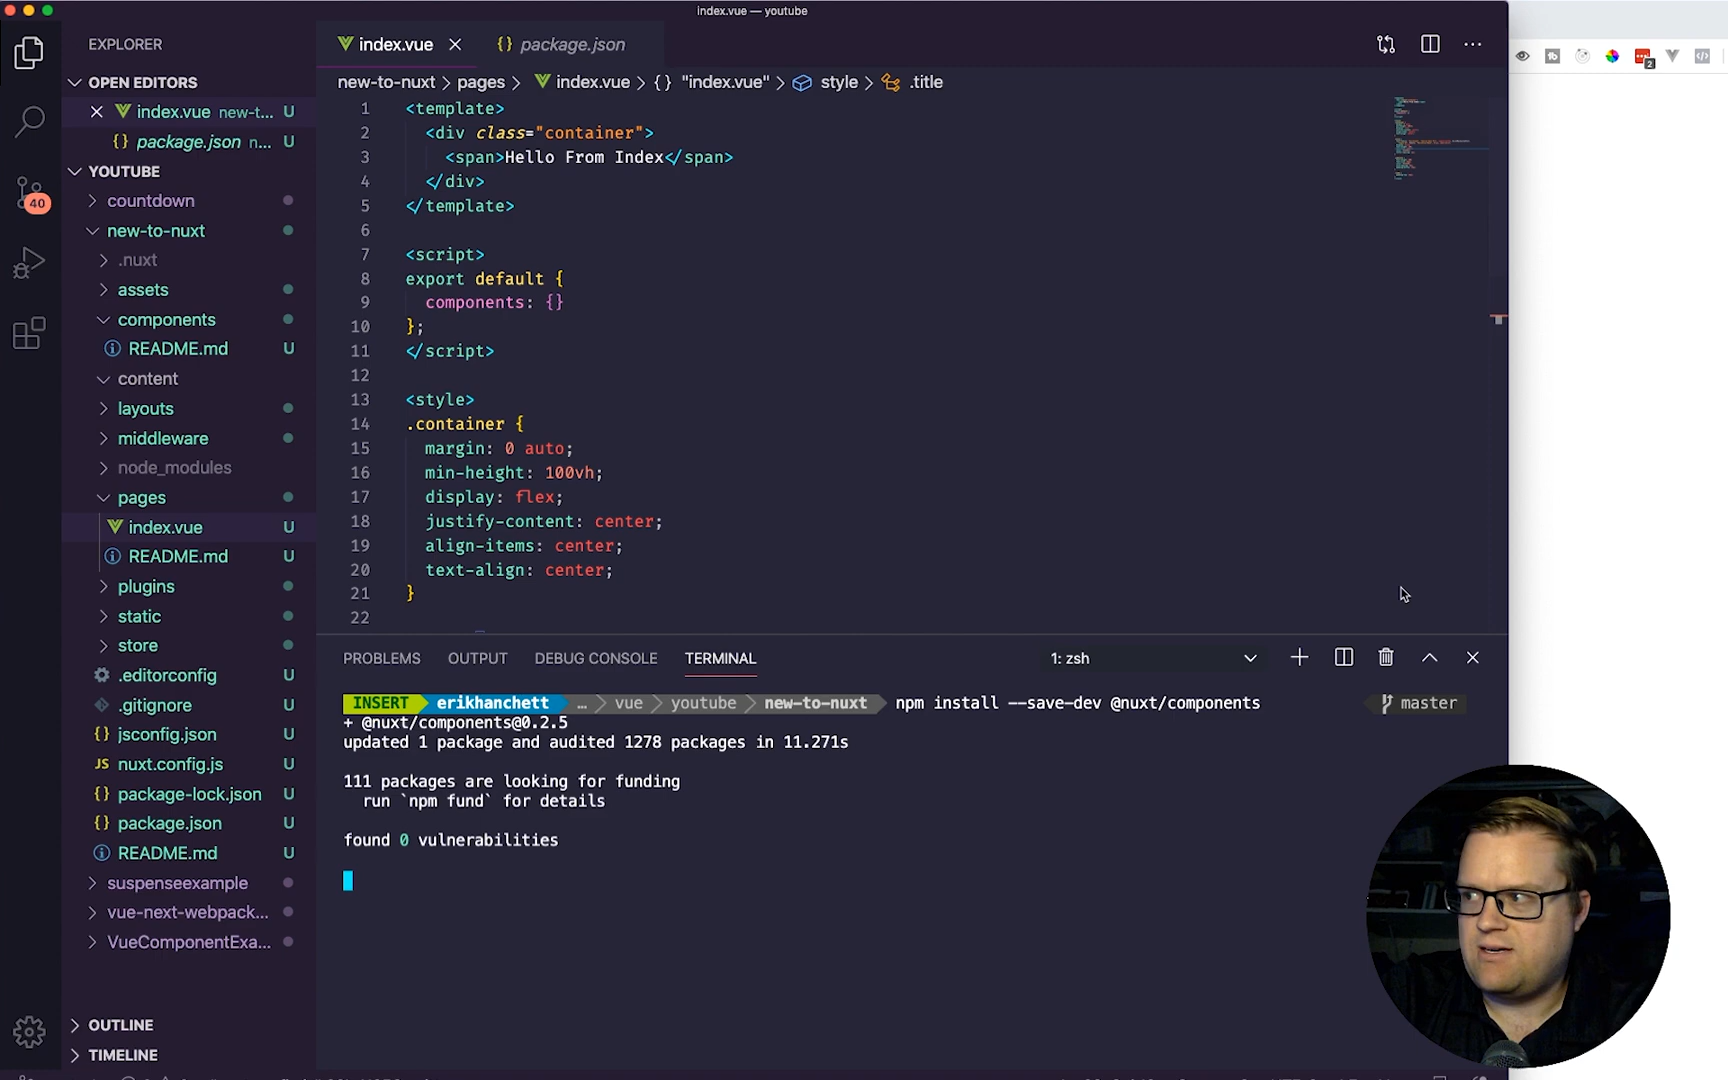 index.vue — youtube
EXPLORER
OPEN EDITORS
index.vue new-t... U
package.json n... U
YOUTUBE
countdown
new-to-nuxt
.nuxt
assets
components
README.md U
content
layouts
middleware
node_modules
pages
index.vue U
README.md U
plugins
static
store
.editorconfig U
.gitignore U
jsconfig.json U
JS nuxt.config.js U
package-lock.json U
package.json U
README.md U
suspenseexample
vue-next-webpack...
VueComponentExa...
OUTLINE
TIMELINE
40
index.vue
{} package.json
2
new-to-nuxt > pages > index.vue > {} "index.vue" > style > .title
1 <template>
2 <div class="container">
3 <span>Hello From Index</span>
4 </div>
5 </template>
6
7 <script>
8 export default {
9 components: {}
10 };
11 </script>
12
13 <style>
14 .container {
15 margin: 0 auto;
16 min-height: 100vh;
17 display: flex;
18 justify-content: center;
19 align-items: center;
20 text-align: center;
21 }
22
PROBLEMS OUTPUT DEBUG CONSOLE TERMINAL 1: zsh
INSERT erikhanchett … vue youtube new-to-nuxt npm install --save-dev @nuxt/components master
+ @nuxt/components@0.2.5
updated 1 package and audited 1278 packages in 11.271s
111 packages are looking for funding
run `npm fund` for details
found 0 vulnerabilities